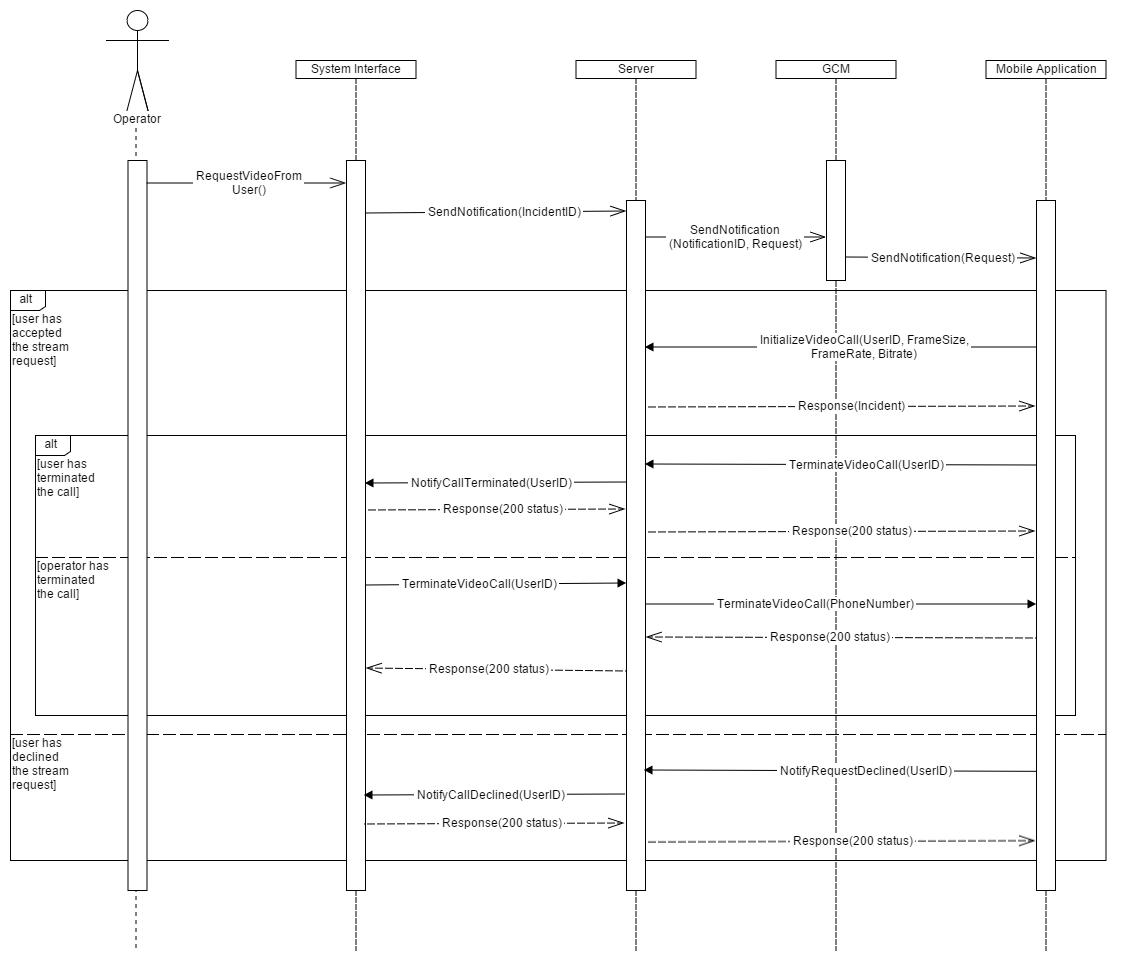 System Interface
Server
GCM
Mobile Application
Operator
RequestVideoFrom
User()
SendNotification(IncidentID)
SendNotification
(NotificationID, Request)
SendNotification(Request)
alt
[user has
accepted
the stream
request]
InitializeVideoCall(UserID, FrameSize,
FrameRate, Bitrate)
Response(Incident)
alt
[user has
terminated
the call]
TerminateVideoCall(UserID)
NotifyCallTerminated(UserID)
Response(200 status)
Response(200 status)
[operator has
terminated
the call]
TerminateVideoCall(UserID)
TerminateVideoCall(PhoneNumber)
Response(200 status)
Response(200 status)
[user has
declined
the stream
request]
NotifyRequestDeclined(UserID)
NotifyCallDeclined(UserID)
Response(200 status)
Response(200 status)